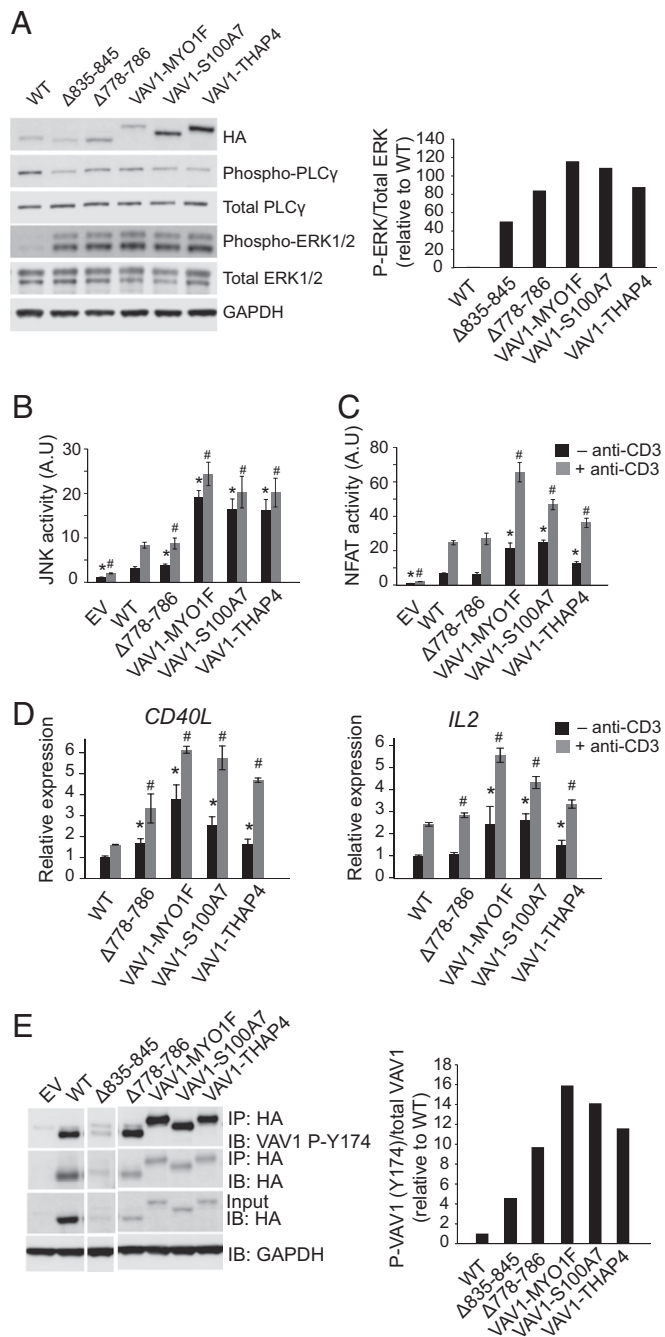 A
WT
Δ835-845
Δ778-786
VAV1-MYO1F
VAV1-S100A7
VAV1-THAP4
HA
Phospho-PLCγ
Total PLCγ
Phospho-ERK1/2
Total ERK1/2
GAPDH
P-ERK/Total ERK
(relative to WT)
140
120
100
80
60
40
20
0
WT
Δ835-845
Δ778-786
VAV1-MYO1F
VAV1-S100A7
VAV1-THAP4
B
JNK activity (A.U)
30
20
10
0
* # * # * # * # * #
EV
WT
Δ778-786
VAV1-MYO1F
VAV1-S100A7
VAV1-THAP4
C
NFAT activity (A.U)
80
60
40
20
0
* # * # * # * #
– anti-CD3
+ anti-CD3
EV
WT
Δ778-786
VAV1-MYO1F
VAV1-S100A7
VAV1-THAP4
D
CD40L
Relative expression
6
5
4
3
2
1
0
* # * # * # * #
WT
Δ778-786
VAV1-MYO1F
VAV1-S100A7
VAV1-THAP4
IL2
Relative expression
6
5
4
3
2
1
0
# * # * # * #
– anti-CD3
+ anti-CD3
WT
Δ778-786
VAV1-MYO1F
VAV1-S100A7
VAV1-THAP4
E
EV
WT
Δ835-845
Δ778-786
VAV1-MYO1F
VAV1-S100A7
VAV1-THAP4
IP: HA
IB: VAV1 P-Y174
IP: HA
IB: HA
Input
IB: HA
IB: GAPDH
P-VAV1 (Y174)/total VAV1
(relative to WT)
16
14
12
10
8
6
4
2
0
WT
Δ835-845
Δ778-786
VAV1-MYO1F
VAV1-S100A7
VAV1-THAP4